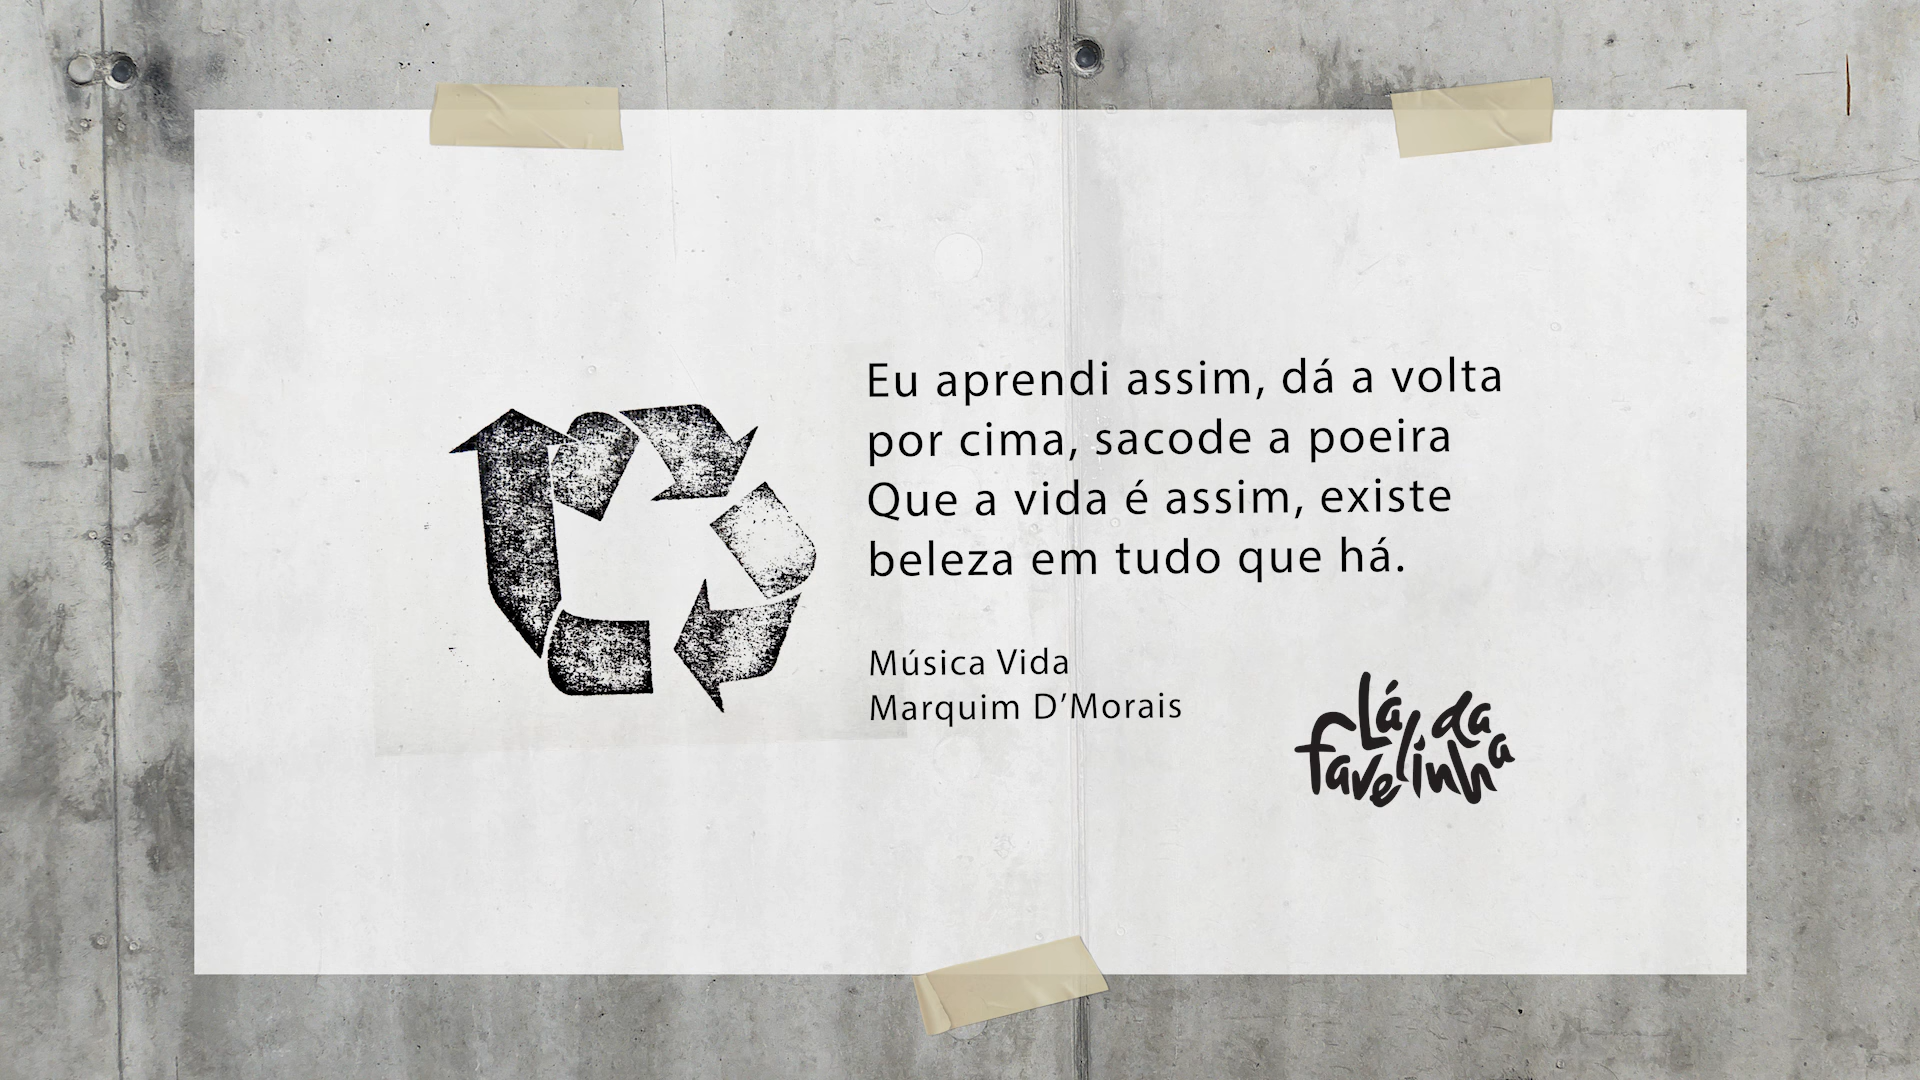 Eu aprendi assim, dá a volta
por cima, sacode a poeira
Que a vida é assim, existe
beleza em tudo que há.
Música Vida
Marquim D’Morais
Lá da
favelinha